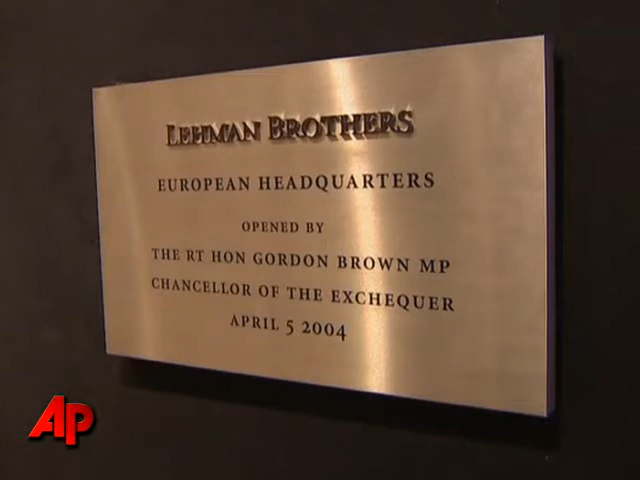 LEHMAN BROTHERS
EUROPEAN HEADQUARTERS
OPENED BY
THE RT HON GORDON BROWN MP
CHANCELLOR OF THE EXCHEQUER
APRIL 5 2004
AP